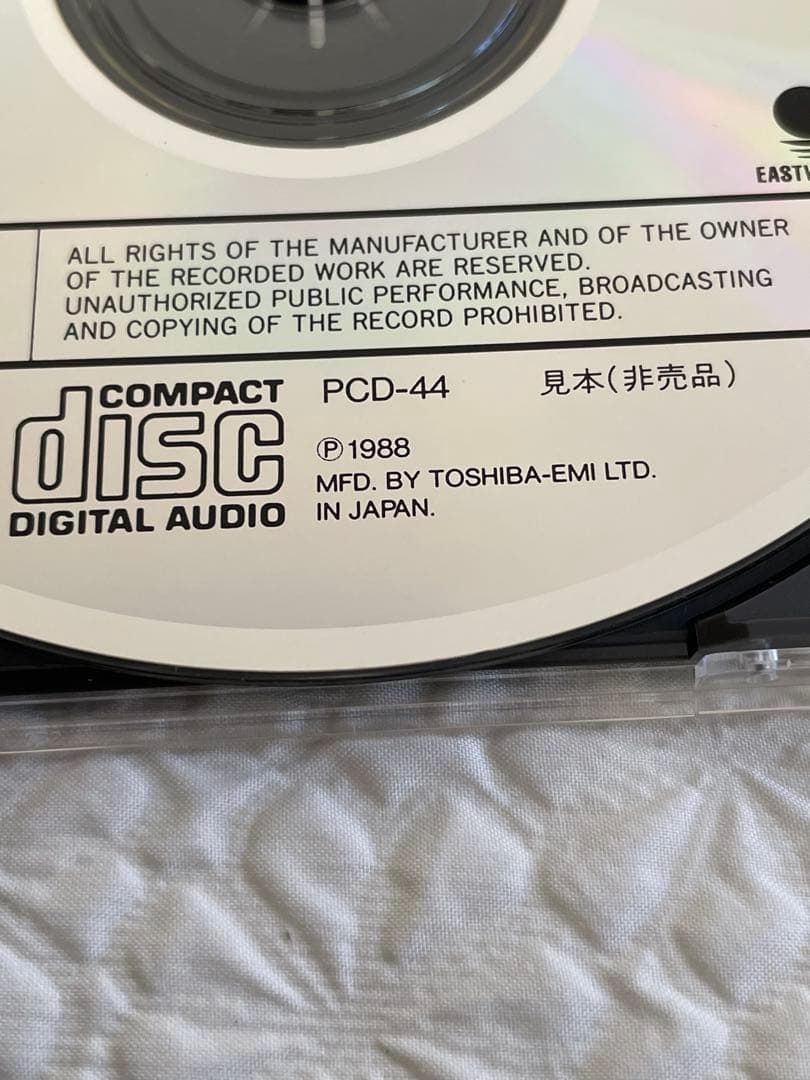 EASTW
ALL RIGHTS OF THE MANUFACTURER AND OF THE OWNER
OF THE RECORDED WORK ARE RESERVED.
UNAUTHORIZED PUBLIC PERFORMANCE, BROADCASTING
AND COPYING OF THE RECORD PROHIBITED.
COMPACT
disc
DIGITAL AUDIO
PCD-44
見本(非売品)
Ⓟ1988
MFD. BY TOSHIBA-EMI LTD.
IN JAPAN.